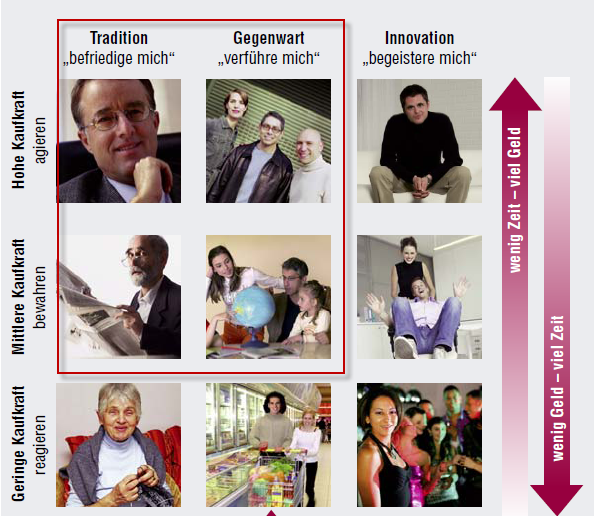 Tradition
„befriedige mich“
Gegenwart
„verführe mich“
Innovation
„begeistere mich“
Hohe Kaufkraft
agieren
Mittlere Kaufkraft
bewahren
Geringe Kaufkraft
reagieren
wenig Zeit – viel Geld
wenig Geld – viel Zeit